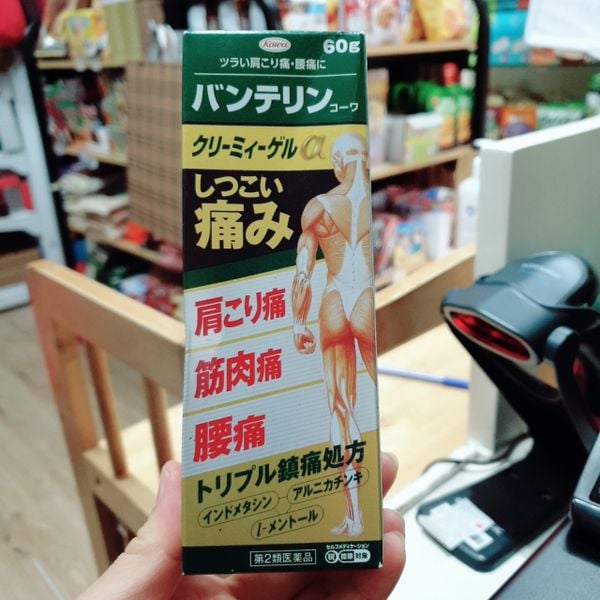 Kowa
60g
ツラい肩こり痛・腰痛に
バンテリンコーワ
クリーミィーゲルα
しつこい
痛み
肩こり痛
筋肉痛
腰痛
トリプル鎮痛処方
インドメタシン
アルニカチンキ
l-メントール
第2類医薬品
セルフメディケーション
税 控除 対象